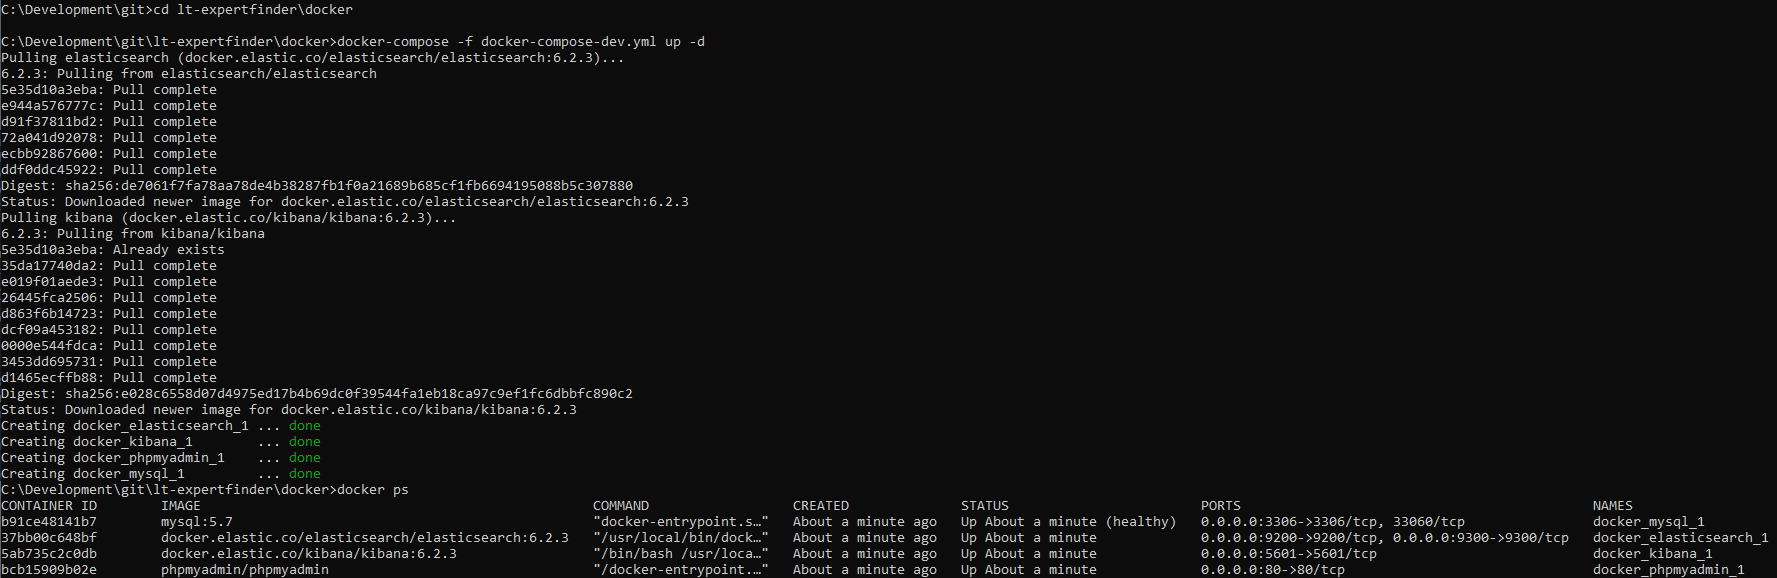 C:\Development\git>cd lt-expertfinder\docker
C:\Development\git\lt-expertfinder\docker>docker-compose -f docker-compose-dev.yml up -d
Pulling elasticsearch (docker.elastic.co/elasticsearch/elasticsearch:6.2.3)...
6.2.3: Pulling from elasticsearch/elasticsearch
5e35d10a3eba: Pull complete
e944a576777c: Pull complete
d91f37811bd2: Pull complete
72a041d92078: Pull complete
ecbb92867600: Pull complete
ddf0ddc45922: Pull complete
Digest: sha256:de7061f7fa78aa78de4b38287fb1f0a21689b685cf1fb6694195088b5c307880
Status: Downloaded newer image for docker.elastic.co/elasticsearch/elasticsearch:6.2.3
Pulling kibana (docker.elastic.co/kibana/kibana:6.2.3)...
6.2.3: Pulling from kibana/kibana
5e35d10a3eba: Already exists
35da17740da2: Pull complete
e019f01aede3: Pull complete
26445fca2506: Pull complete
d863f6b14723: Pull complete
dcf09a453182: Pull complete
0000e544fdca: Pull complete
3453dd695731: Pull complete
d1465ecffb88: Pull complete
Digest: sha256:e028c6558d07d4975ed17b4b69dc0f39544fa1eb18ca97c9ef1fc6dbbfc890c2
Status: Downloaded newer image for docker.elastic.co/kibana/kibana:6.2.3
Creating docker_elasticsearch_1 ... done
Creating docker_kibana_1        ... done
Creating docker_phpmyadmin_1    ... done
Creating docker_mysql_1         ... done
C:\Development\git\lt-expertfinder\docker>docker ps
CONTAINER ID        IMAGE                                                 COMMAND                  CREATED              STATUS                        PORTS                                            NAMES
b91ce48141b7        mysql:5.7                                             "docker-entrypoint.s…"   About a minute ago   Up About a minute (healthy)   0.0.0.0:3306->3306/tcp, 33060/tcp                docker_mysql_1
37bb00c648bf        docker.elastic.co/elasticsearch/elasticsearch:6.2.3   "/usr/local/bin/dock…"   About a minute ago   Up About a minute             0.0.0.0:9200->9200/tcp, 0.0.0.0:9300->9300/tcp   docker_elasticsearch_1
5ab735c2c0db        docker.elastic.co/kibana/kibana:6.2.3                 "/bin/bash /usr/loca…"   About a minute ago   Up About a minute             0.0.0.0:5601->5601/tcp                           docker_kibana_1
bcb15909b02e        phpmyadmin/phpmyadmin                                 "/docker-entrypoint.…"   About a minute ago   Up About a minute             0.0.0.0:80->80/tcp                               docker_phpmyadmin_1